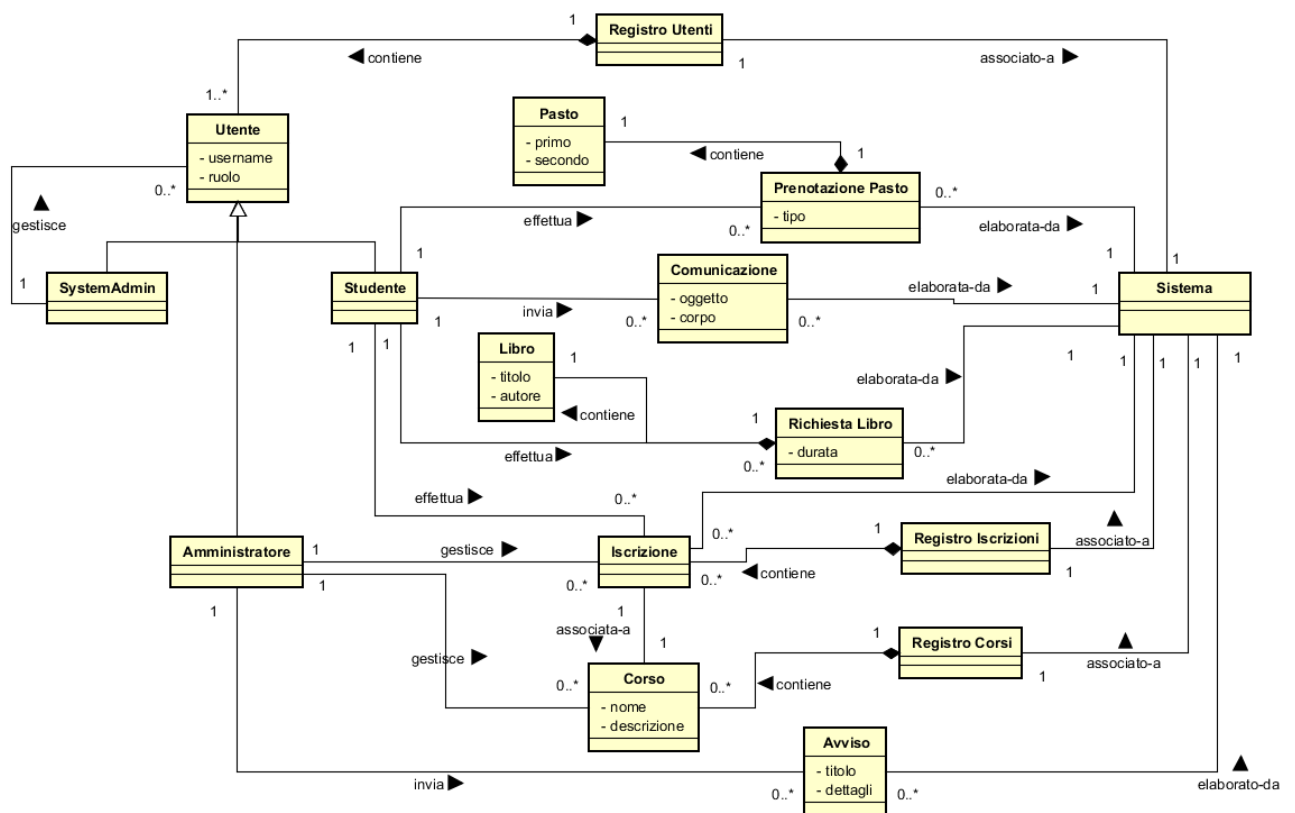 1
Registro Utenti
contiene
1
associato-a
1..*
Utente
- username
- ruolo
0..*
gestisce
1
SystemAdmin
Pasto
- primo
- secondo
1
contiene
1
Prenotazione Pasto
- tipo
0..*
effettua
0..*
elaborata-da
1
1
1
Studente
1
invia
Comunicazione
- oggetto
- corpo
0..*
0..*
elaborata-da
1
Sistema
1
1
Libro
- titolo
- autore
1
contiene
1
Richiesta Libro
- durata
effettua
0..*
0..*
elaborata-da
1
1
1
1
1
effettua
0..*
elaborata-da
0..*
Amministratore
1
gestisce
0..*
Iscrizione
0..*
contiene
1
Registro Iscrizioni
1
associato-a
1
1
1
associata-a
1
gestisce
0..*
Corso
- nome
- descrizione
0..*
contiene
1
Registro Corsi
1
associato-a
invia
0..*
Avviso
- titolo
- dettagli
0..*
elaborato-da